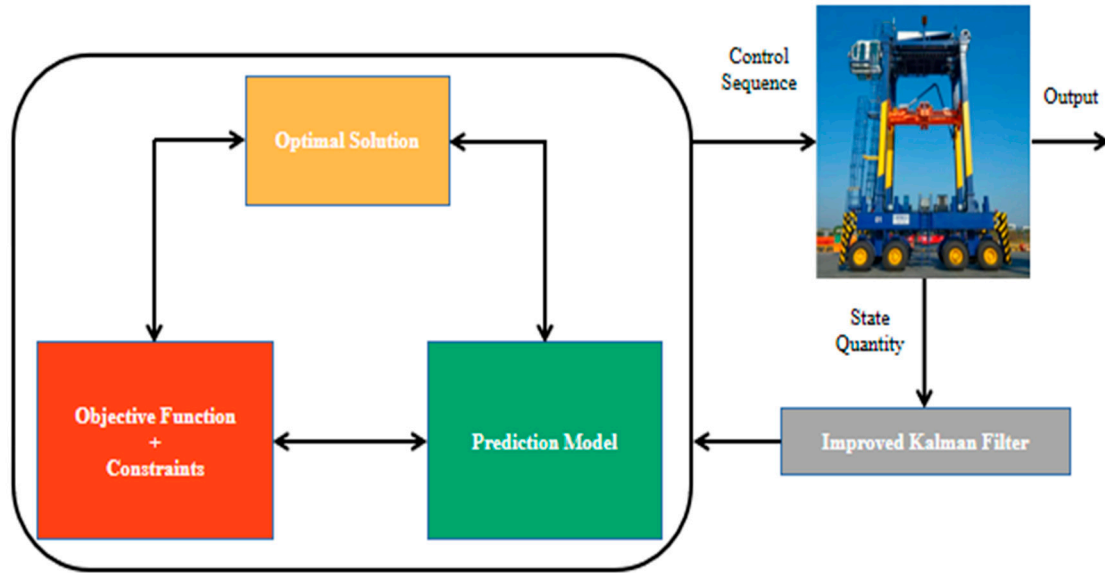 Control
Sequence
Output
Optimal Solution
State
Quantity
Objective Function
+
Constraints
Prediction Model
Improved Kalman Filter